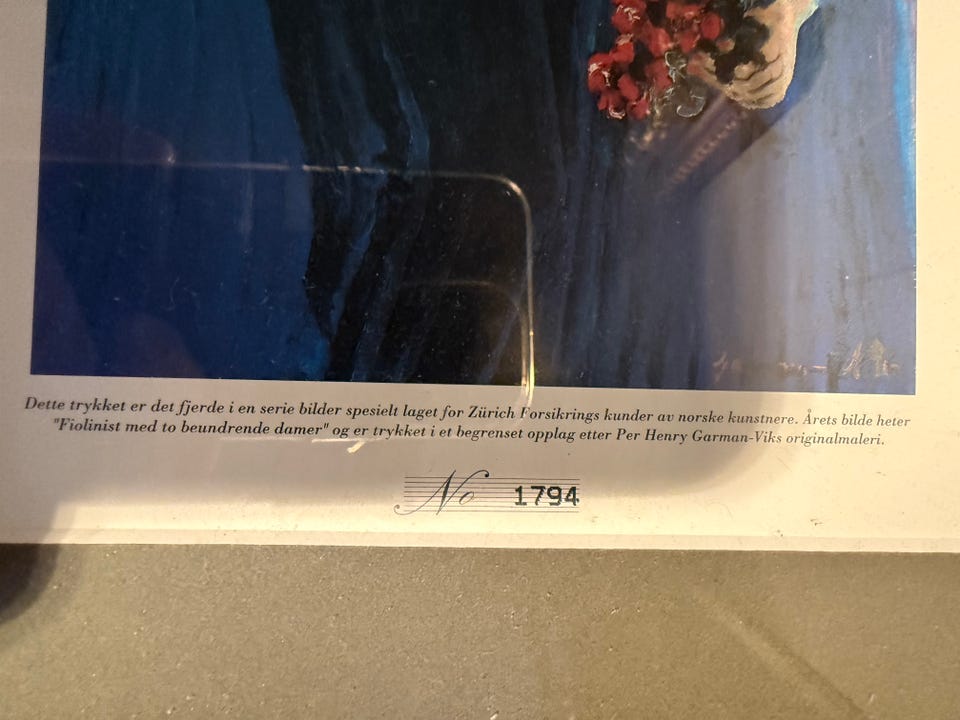 Dette trykket er det fjerde i en serie bilder spesielt laget for Zürich Forsikrings kunder av norske kunstnere. Årets bilde heter
"Fiolinist med to beundrende damer" og er trykket i et begrenset opplag etter Per Henry Garman-Viks originalmaleri.
No 1794